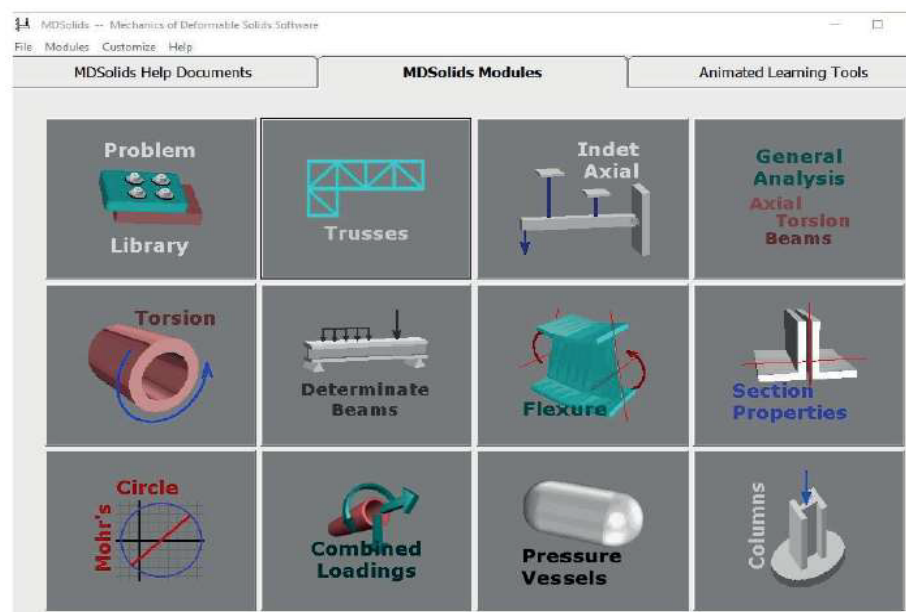 MDSolids -- Mechanics of Deformable Solids Software
File Modules Customize Help
MDSolids Help Documents
MDSolids Modules
Animated Learning Tools
Problem
Library
Trusses
Indet
Axial
General
Analysis
Axial
Torsion
Beams
Torsion
Determinate
Beams
Flexure
Section
Properties
Mohr's
Circle
Combined
Loadings
Pressure
Vessels
Columns